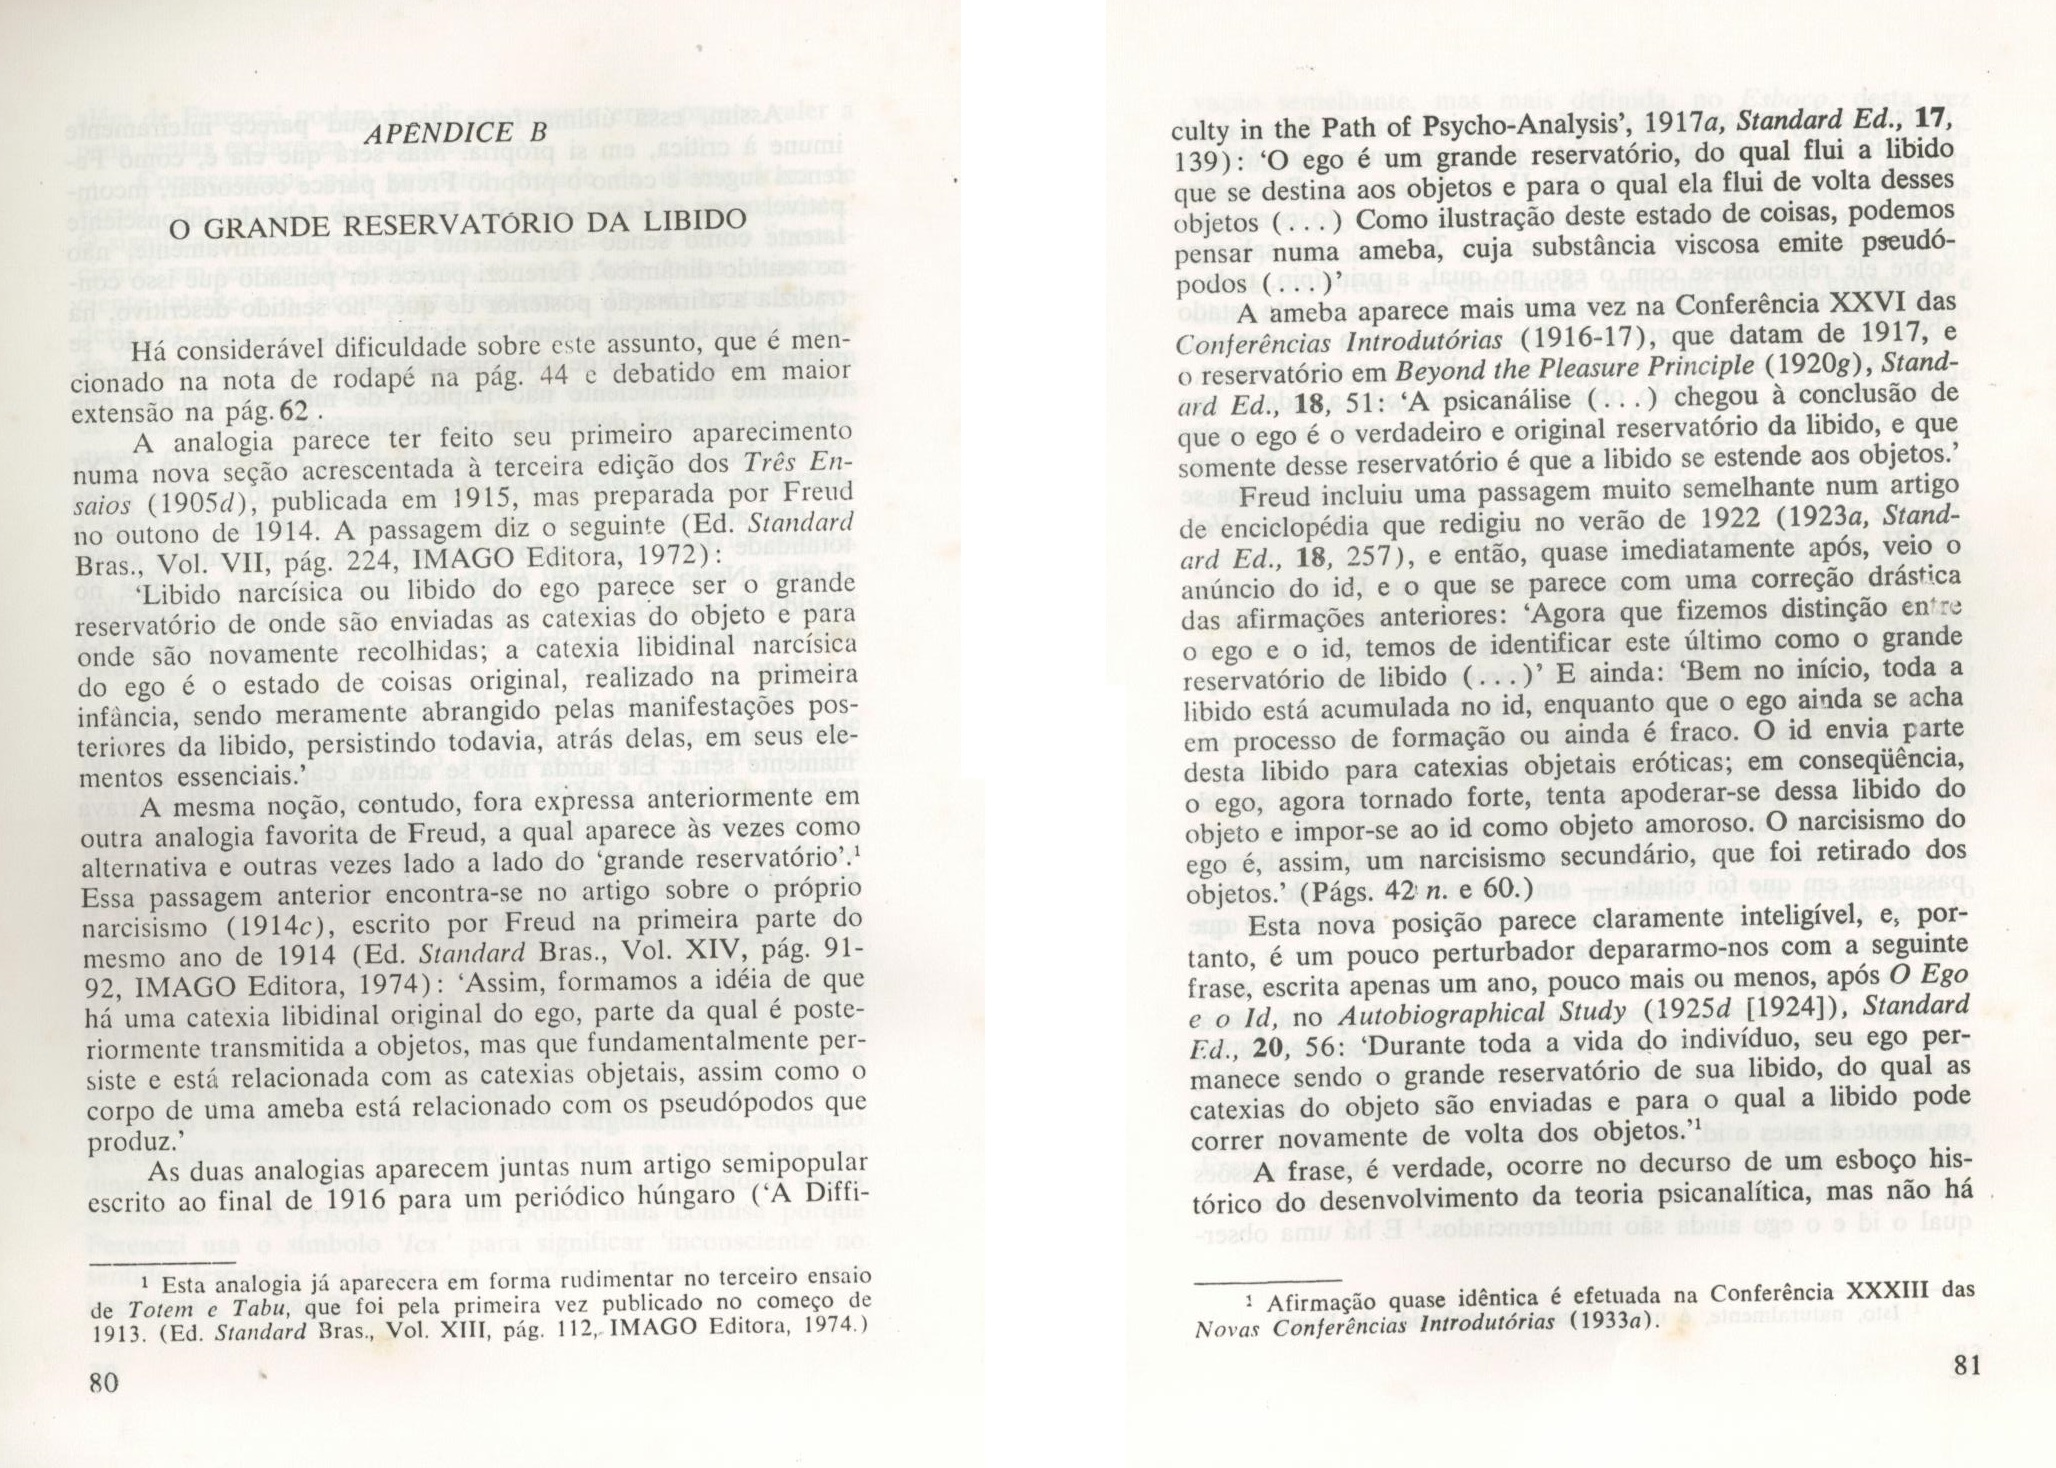 APÊNDICE B
O GRANDE RESERVATÓRIO DA LIBIDO
Há considerável dificuldade sobre este assunto, que é men-
cionado na nota de rodapé na pág. 44 e debatido em maior
extensão na pág. 62 .
A analogia parece ter feito seu primeiro aparecimento
numa nova seção acrescentada à terceira edição dos Três En-
saios (1905d), publicada em 1915, mas preparada por Freud
no outono de 1914. A passagem diz o seguinte (Ed. Standard
Bras., Vol. VII, pág. 224, IMAGO Editora, 1972):
‘Libido narcísica ou libido do ego parece ser o grande
reservatório de onde são enviadas as catexias do objeto e para
onde são novamente recolhidas; a catexia libidinal narcísica
do ego é o estado de coisas original, realizado na primeira
infância, sendo meramente abrangido pelas manifestações pos-
teriores da libido, persistindo todavia, atrás delas, em seus ele-
mentos essenciais.’
A mesma noção, contudo, fora expressa anteriormente em
outra analogia favorita de Freud, a qual aparece às vezes como
alternativa e outras vezes lado a lado do ‘grande reservatório’.¹
Essa passagem anterior encontra-se no artigo sobre o próprio
narcisismo (1914c), escrito por Freud na primeira parte do
mesmo ano de 1914 (Ed. Standard Bras., Vol. XIV, pág. 91-
92, IMAGO Editora, 1974): ‘Assim, formamos a idéia de que
há uma catexia libidinal original do ego, parte da qual é poste-
riormente transmitida a objetos, mas que fundamentalmente per-
siste e está relacionada com as catexias objetais, assim como o
corpo de uma ameba está relacionado com os pseudópodos que
produz.’
As duas analogias aparecem juntas num artigo semipopular
escrito ao final de 1916 para um periódico húngaro (‘A Diffi-
¹ Esta analogia já aparecera em forma rudimentar no terceiro ensaio
de Totem e Tabu, que foi pela primeira vez publicado no começo de
1913. (Ed. Standard Bras., Vol. XIII, pág. 112, IMAGO Editora, 1974.)
80
culty in the Path of Psycho-Analysis’, 1917a, Standard Ed., 17,
139): ‘O ego é um grande reservatório, do qual flui a libido
que se destina aos objetos e para o qual ela flui de volta desses
objetos (...) Como ilustração deste estado de coisas, podemos
pensar numa ameba, cuja substância viscosa emite pseudó-
podos (...)’
A ameba aparece mais uma vez na Conferência XXVI das
Conferências Introdutórias (1916-17), que datam de 1917, e
o reservatório em Beyond the Pleasure Principle (1920g), Stand-
ard Ed., 18, 51: ‘A psicanálise (...) chegou à conclusão de
que o ego é o verdadeiro e original reservatório da libido, e que
somente desse reservatório é que a libido se estende aos objetos.’
Freud incluiu uma passagem muito semelhante num artigo
de enciclopédia que redigiu no verão de 1922 (1923a, Stand-
ard Ed., 18, 257), e então, quase imediatamente após, veio o
anúncio do id, e o que se parece com uma correção drástica
das afirmações anteriores: ‘Agora que fizemos distinção entre
o ego e o id, temos de identificar este último como o grande
reservatório de libido (...)’ E ainda: ‘Bem no início, toda a
libido está acumulada no id, enquanto que o ego ainda se acha
em processo de formação ou ainda é fraco. O id envia parte
desta libido para catexias objetais eróticas; em conseqüência,
o ego, agora tornado forte, tenta apoderar-se dessa libido do
objeto e impor-se ao id como objeto amoroso. O narcisismo do
ego é, assim, um narcisismo secundário, que foi retirado dos
objetos.’ (Págs. 42 n. e 60.)
Esta nova posição parece claramente inteligível, e, por-
tanto, é um pouco perturbador depararmo-nos com a seguinte
frase, escrita apenas um ano, pouco mais ou menos, após O Ego
e o Id, no Autobiographical Study (1925d [1924]), Standard
Ed., 20, 56: ‘Durante toda a vida do indivíduo, seu ego per-
manece sendo o grande reservatório de sua libido, do qual as
catexias do objeto são enviadas e para o qual a libido pode
correr novamente de volta dos objetos.’¹
A frase, é verdade, ocorre no decurso de um esboço his-
tórico do desenvolvimento da teoria psicanalítica, mas não há
¹ Afirmação quase idêntica é efetuada na Conferência XXXIII das
Novas Conferências Introdutórias (1933a).
81